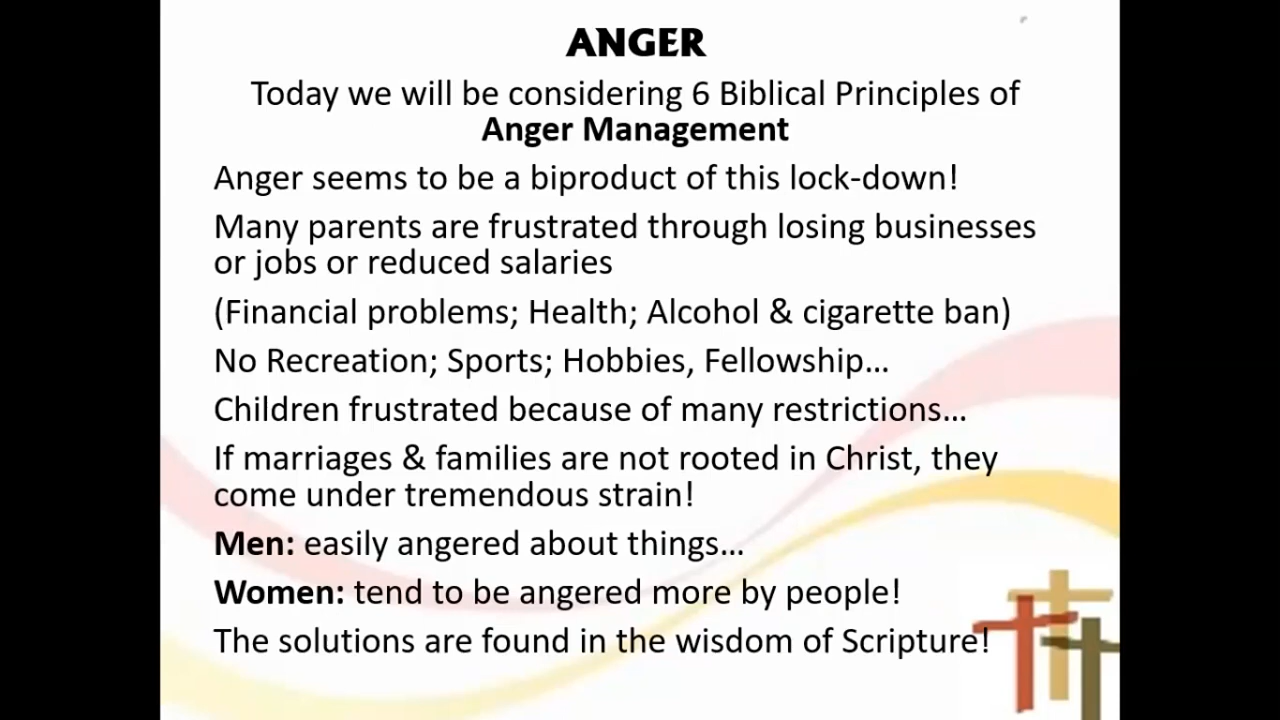 ANGER
Today we will be considering 6 Biblical Principles of
Anger Management
Anger seems to be a biproduct of this lock-down!
Many parents are frustrated through losing businesses
or jobs or reduced salaries
(Financial problems; Health; Alcohol & cigarette ban)
No Recreation; Sports; Hobbies, Fellowship...
Children frustrated because of many restrictions...
If marriages & families are not rooted in Christ, they
come under tremendous strain!
Men: easily angered about things...
Women: tend to be angered more by people!
The solutions are found in the wisdom of Scripture!